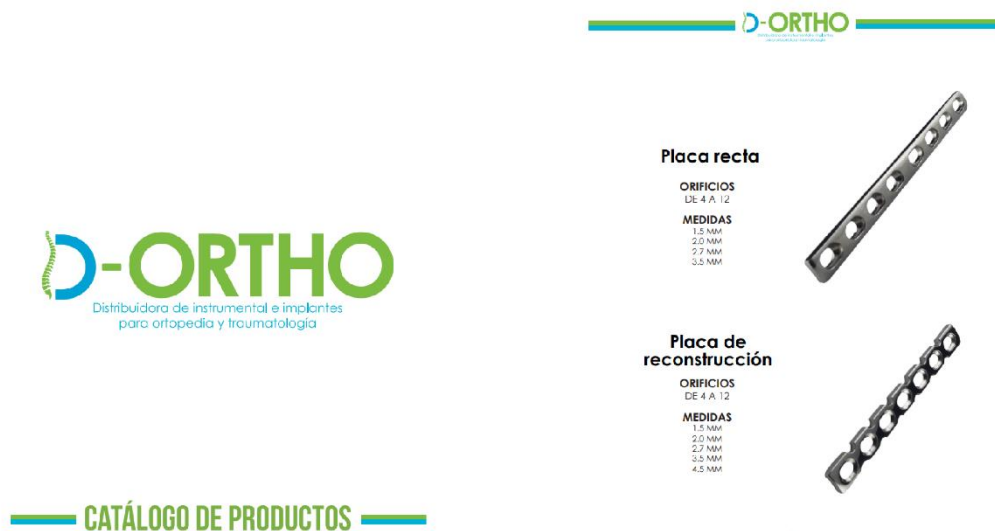 D-ORTHO
Distribuidora de instrumental e implantes
para ortopedia y traumatología
CATÁLOGO DE PRODUCTOS
D-ORTHO
Placa recta
ORIFICIOS
DE 4 A 12
MEDIDAS
1.5 MM
2.0 MM
2.7 MM
3.5 MM
Placa de
reconstrucción
ORIFICIOS
DE 4 A 12
MEDIDAS
1.5 MM
2.0 MM
2.7 MM
3.5 MM
4.5 MM